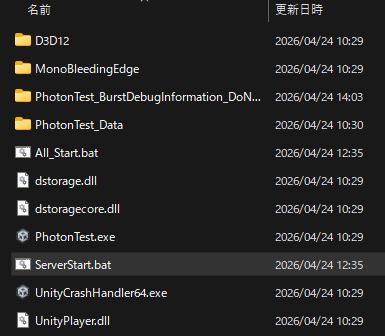 名前 更新日時
D3D12 2026/04/24 10:29
MonoBleedingEdge 2026/04/24 10:29
PhotonTest_BurstDebugInformation_DoN... 2026/04/24 14:03
PhotonTest_Data 2026/04/24 10:30
All_Start.bat 2026/04/24 12:35
dstorage.dll 2026/04/24 10:29
dstoragecore.dll 2026/04/24 10:29
PhotonTest.exe 2026/04/24 10:29
ServerStart.bat 2026/04/24 12:35
UnityCrashHandler64.exe 2026/04/24 10:29
UnityPlayer.dll 2026/04/24 10:29